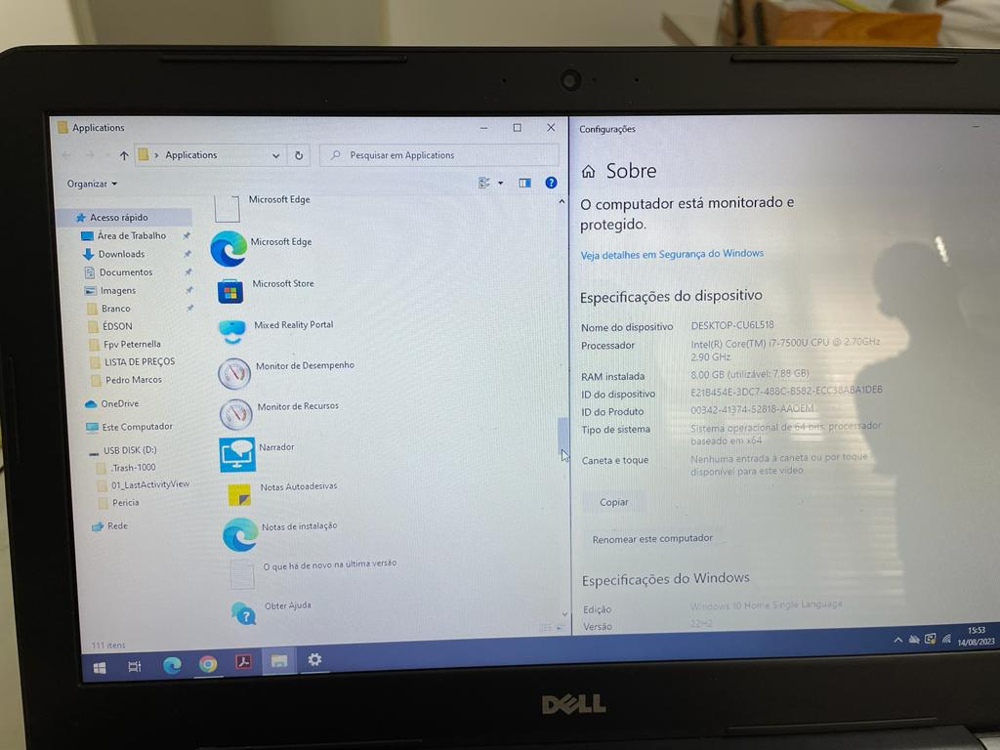 Applications
Applications
Pesquisar em Applications
Organizar
Acesso rápido
Área de Trabalho
Downloads
Documentos
Imagens
Branco
ÉDSON
Fpv Peternella
LISTA DE PREÇOS
Pedro Marcos
OneDrive
Este Computador
USB DISK (D:)
.Trash-1000
01_LastActivityView
Pericia
Rede
111 itens
Microsoft Edge
Microsoft Edge
Microsoft Store
Mixed Reality Portal
Monitor de Desempenho
Monitor de Recursos
Narrador
Notas Autoadesivas
Notas de instalação
O que há de novo na última versão
Obter Ajuda
Configurações
Sobre
O computador está monitorado e
protegido.
Veja detalhes em Segurança do Windows
Especificações do dispositivo
Nome do dispositivo DESKTOP-CU6L518
Processador Intel(R) Core(TM) i7-7500U CPU @ 2.70GHz
2.90 GHz
RAM instalada 8.00 GB (utilizável: 7.88 GB)
ID do dispositivo E21B454E-3DC7-488C-B582-ECC38ABA1DEB
ID do Produto 00342-41374-52818-AAOEM
Tipo de sistema Sistema operacional de 64 bits, processador
baseado em x64
Caneta e toque Nenhuma entrada à caneta ou por toque
disponível para este vídeo
Copiar
Renomear este computador
Especificações do Windows
Edição Windows 10 Home Single Language
Versão 22H2
15:53
14/08/2023
DELL